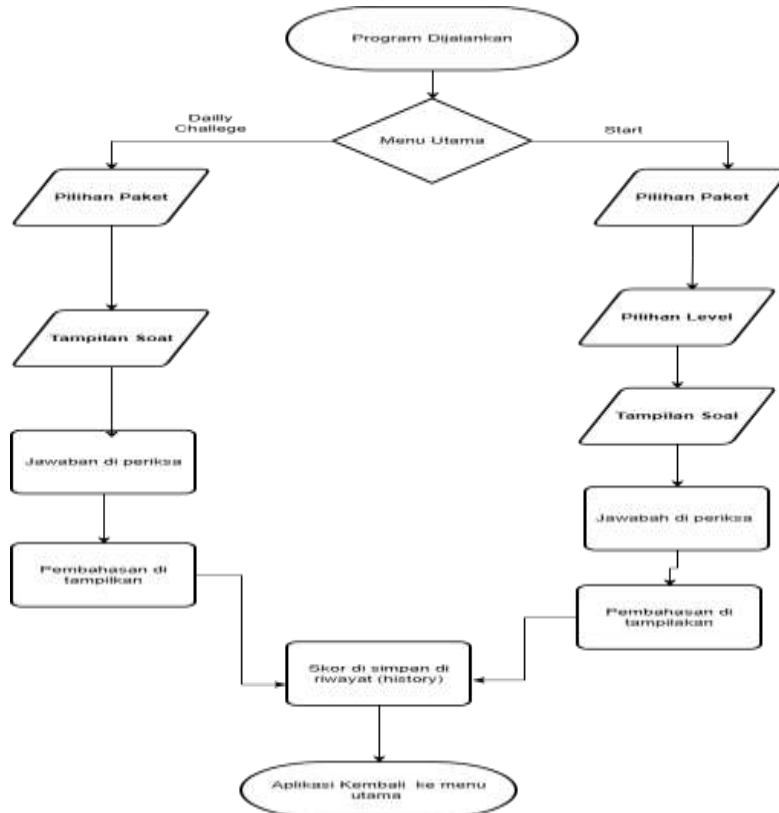 Program Dijalankan
Dailly
Challege
Menu Utama
Start
Pilihan Paket
Pilihan Paket
Tampilan Soal
Pilihan Level
Tampilan Soal
Jawaban di periksa
Jawabah di periksa
Pembahasan di
tampilkan
Pembahasan di
tampilakan
Skor di simpan di
riwayat (history)
Aplikasi Kembali ke menu
utama